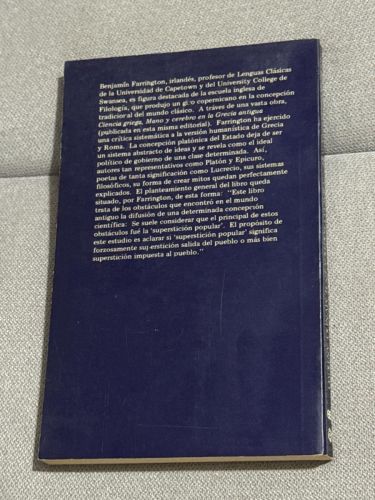 Benjamín Farrington, irlandés, profesor de Lenguas Clásicas
de la Universidad de Capetown y del University College de
Swansea, es figura destacada de la escuela inglesa de
Filología, que produjo un giro copernicano en la concepción
tradicional del mundo clásico. A través de una vasta obra,
Ciencia griega, Mano y cerebro en la Grecia antigua
(publicada en esta misma editorial). Farrington ha ejercido
una crítica sistemática a la versión humanística de Grecia
y Roma. La concepción platónica del Estado deja de ser
un sistema abstracto de ideas y se revela como el ideal
político de gobierno de una clase determinada. Así,
autores tan representativos como Platón y Epicuro,
poetas de tanta significación como Lucrecio, sus sistemas
filosóficos, su forma de crear mitos quedan perfectamente
explicados. El planteamiento general del libro queda
situado, por Farrington, de esta forma: "Este libro
trata de los obstáculos que encontró en el mundo
antiguo la difusión de una determinada concepción
científica: Se suele considerar que el principal de estos
obstáculos fué la 'superstición popular'. El propósito de
este estudio es aclarar si 'superstición popular' significa
forzosamente superstición salida del pueblo o más bien
superstición impuesta al pueblo."